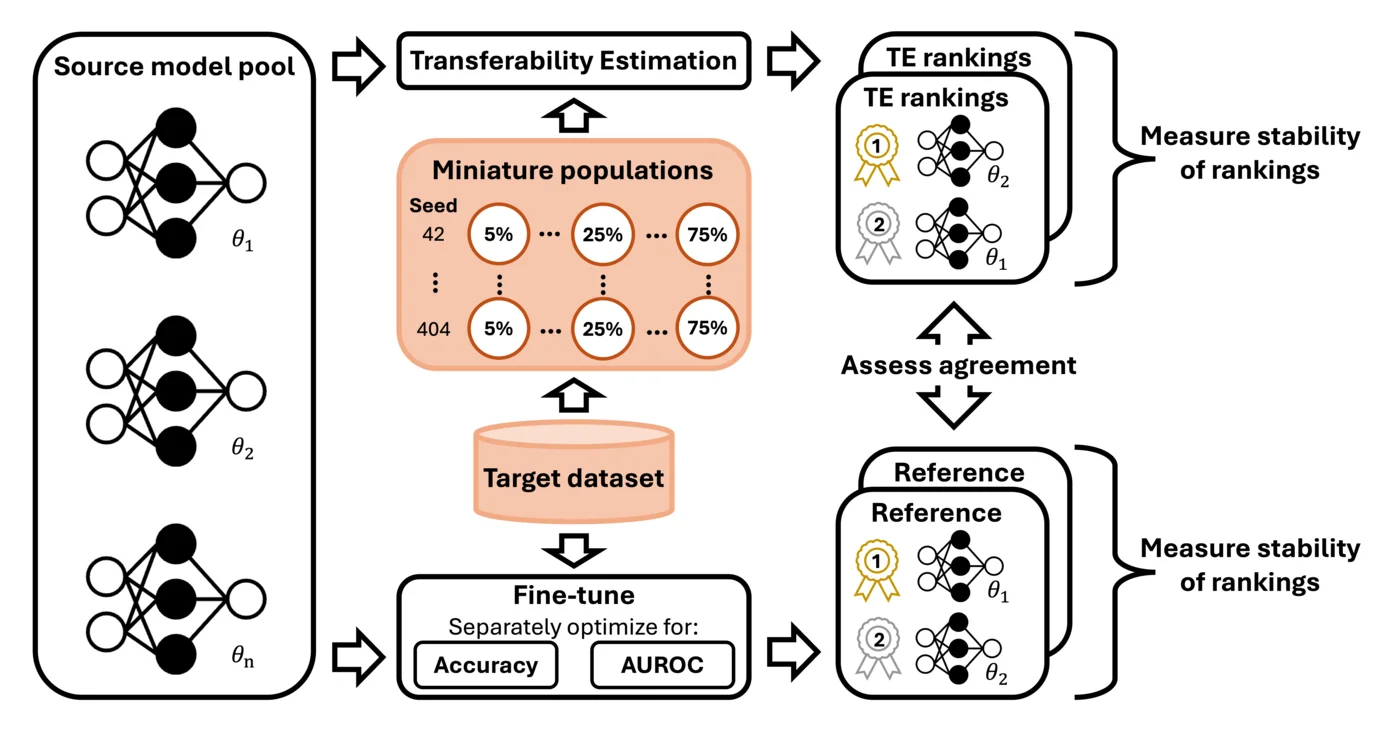 Source model pool
θ1
θ2
θn
Transferability Estimation
Miniature populations
Seed
42 5% ... 25% ... 75%
⋮ ⋮ ⋮ ⋮
404 5% ... 25% ... 75%
Target dataset
Fine-tune
Separately optimize for:
Accuracy AUROC
TE rankings
TE rankings
1 θ2
2 θ1
Measure stability
of rankings
Assess agreement
Reference
Reference
1 θ1
2 θ2
Measure stability
of rankings